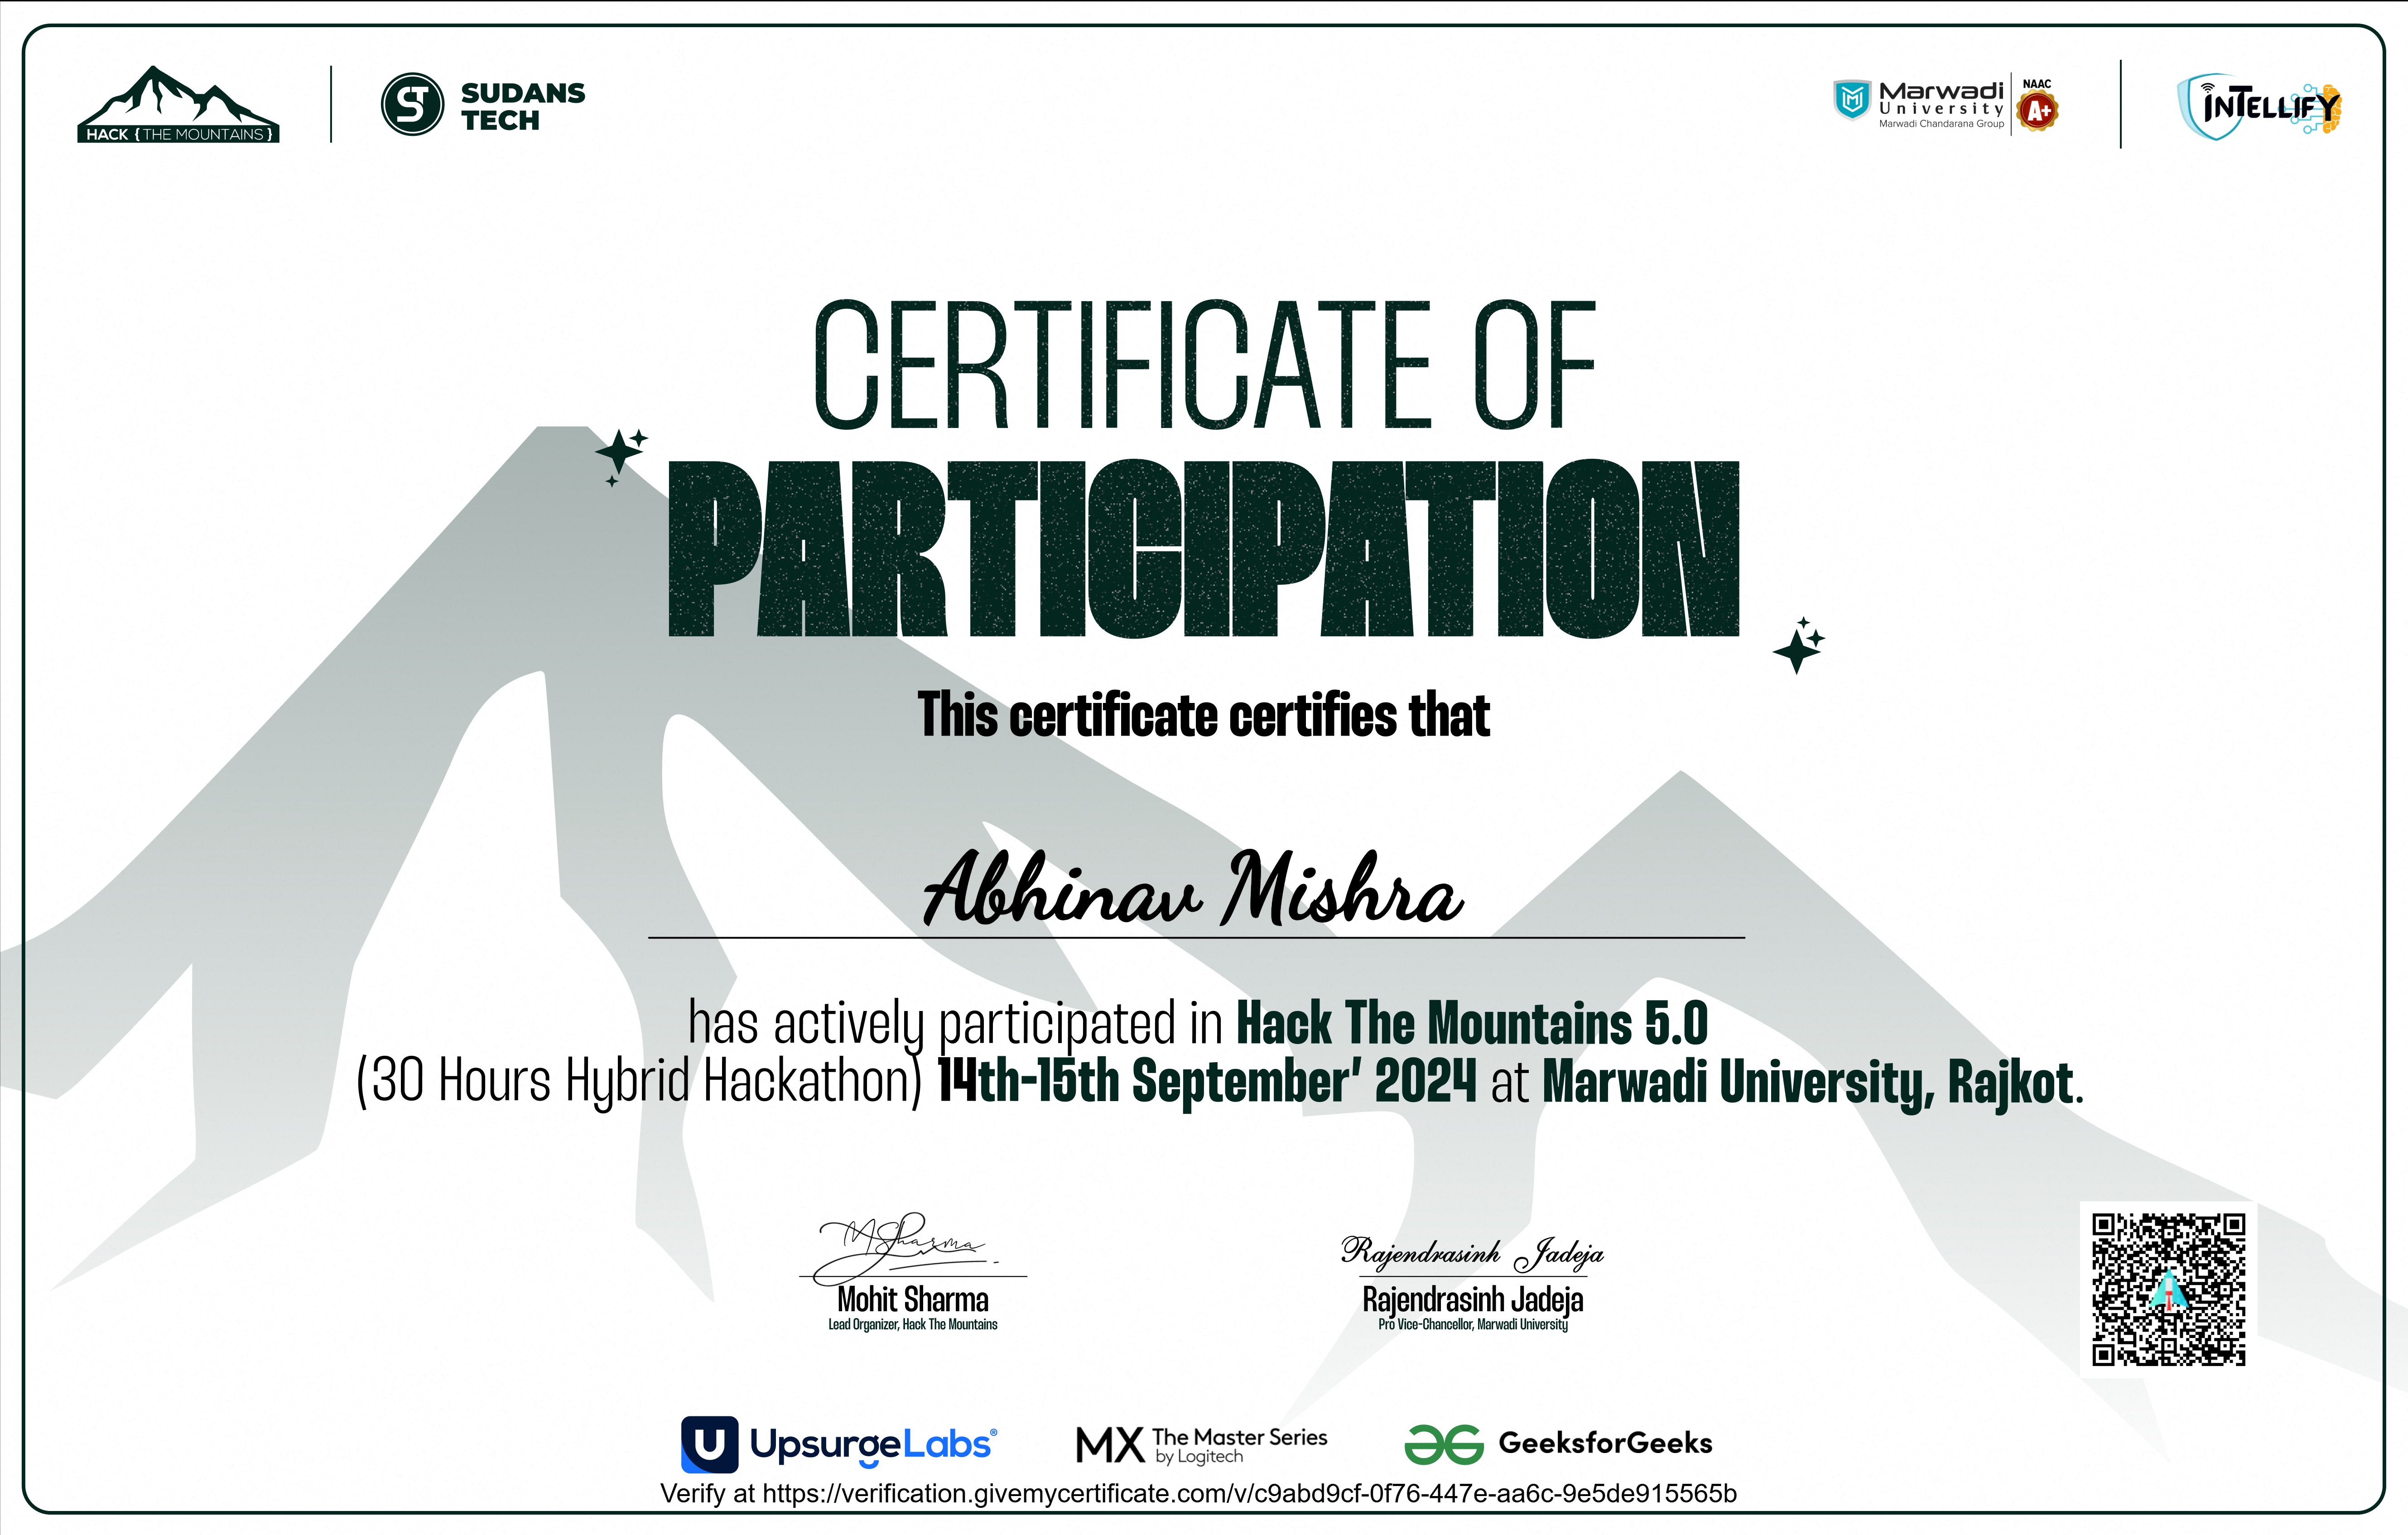 HACK {THE MOUNTAINS}
ST
SUDANS
TECH
Marwadi
University
Marwadi Chandarana Group
NAAC
A+
INTELLIFY
CERTIFICATE OF
PARTICIPATION
This certificate certifies that
Abhinav Mishra
has actively participated in Hack The Mountains 5.0
(30 Hours Hybrid Hackathon) 14th-15th September' 2024 at Marwadi University, Rajkot.
MSharma
Mohit Sharma
Lead Organizer, Hack The Mountains
Rajendrasinh Jadeja
Rajendrasinh Jadeja
Pro Vice-Chancellor, Marwadi University
U UpsurgeLabs®
MX The Master Series
by Logitech
GeeksforGeeks
Verify at https://verification.givemycertificate.com/v/c9abd9cf-0f76-447e-aa6c-9e5de915565b